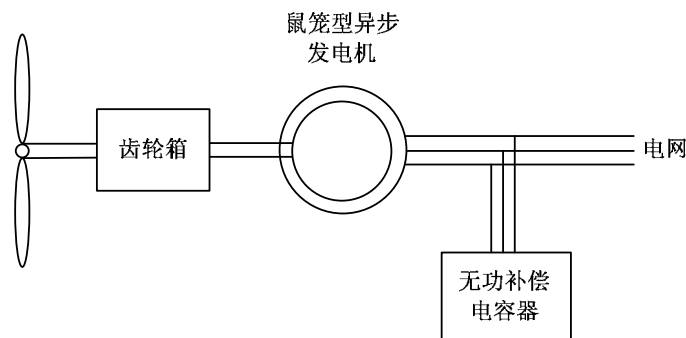 鼠笼型异步
发电机
齿轮箱
电网
无功补偿
电容器